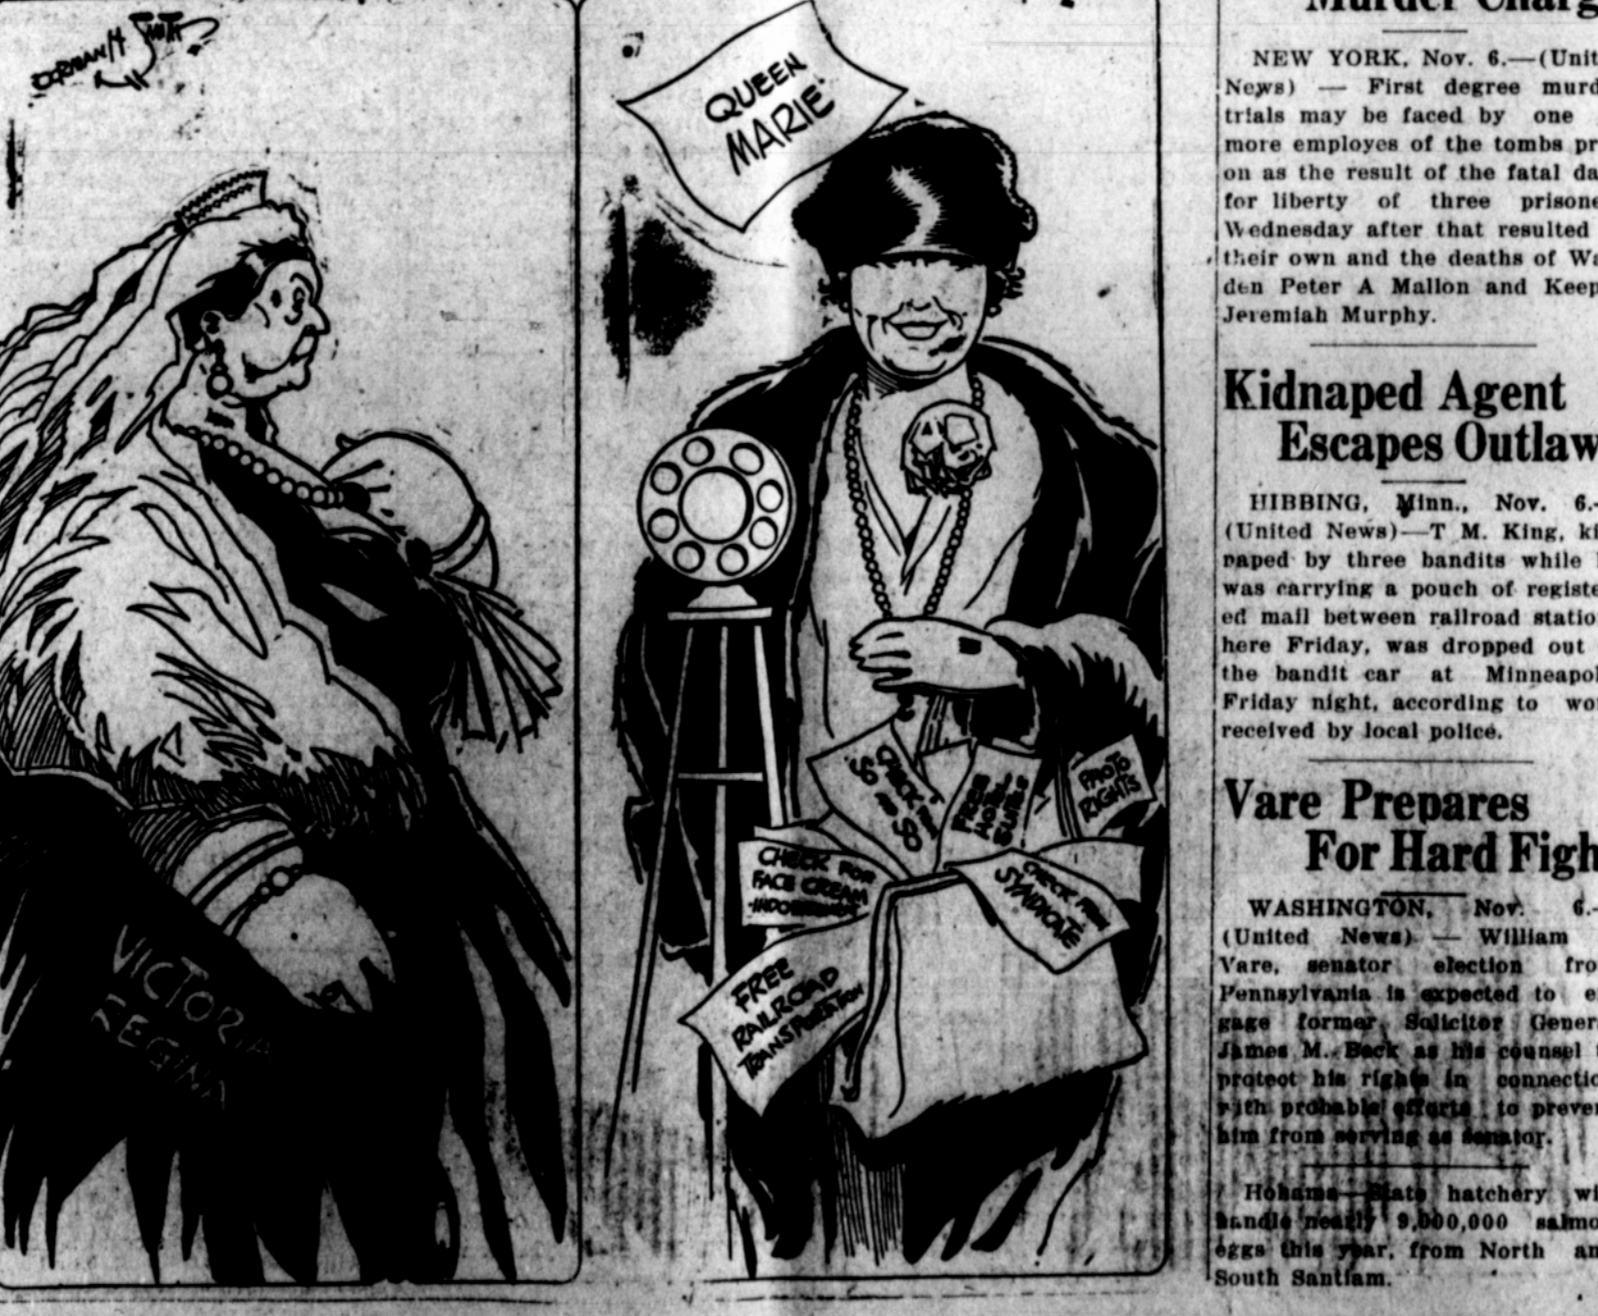 QUEEN
MARIE
VICTORIA
REGINA
CHECK FOR
SO AND SO
FREE
HOTEL
SUITE
PHOTO
RIGHTS
CHECK FOR
FACE CREAM
CHECK FROM
SYNDICATE
FREE
RAILROAD
TRANSPORTATION
NEW YORK, Nov. 6.—(Unit
News) — First degree murd
trials may be faced by one
more employes of the tombs pr
on as the result of the fatal da
for liberty of three prisone
Wednesday after that resulted
their own and the deaths of Wa
den Peter A Mallon and Keep
Jeremiah Murphy.
Kidnaped Agent
Escapes Outlaw
HIBBING, Minn., Nov. 6.-
(United News)—T M. King, ki
naped by three bandits while
was carrying a pouch of registe
ed mail between railroad statio
here Friday, was dropped out
the bandit car at Minneapol
Friday night, according to wo
received by local police.
Vare Prepares
For Hard Figh
WASHINGTON, Nov. 6.-
(United News) — William
Vare, senator election fro
Pennsylvania is expected to e
gage former Solicitor Gener
James M. Beck as his counsel
protect his rights in connectio
with probable efforts to preven
him from serving as senator.
State hatchery wi
handle nearly 9,000,000 salmo
eggs this year, from North an
South Santiam.